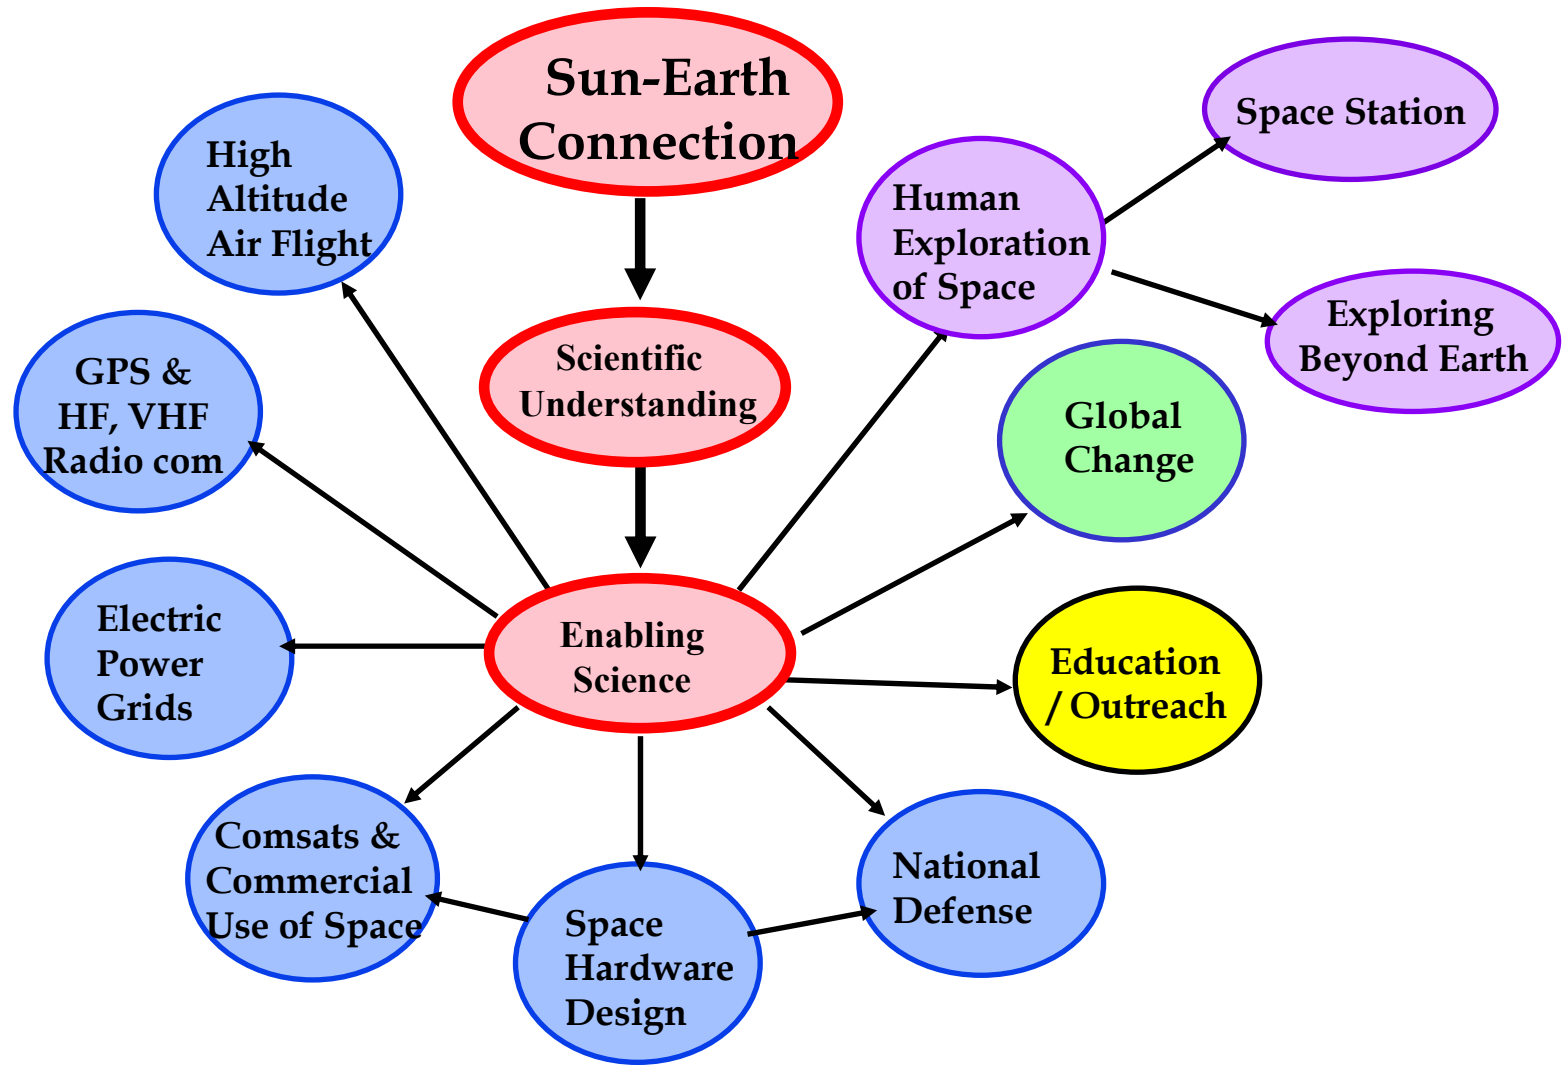 Sun-Earth
Connection
High
Altitude
Air Flight
Space Station
Human
Exploration
of Space
Exploring
Beyond Earth
GPS &
HF, VHF
Radio com
Scientific
Understanding
Global
Change
Electric
Power
Grids
Enabling
Science
Education
/ Outreach
Comsats &
Commercial
Use of Space
Space
Hardware
Design
National
Defense